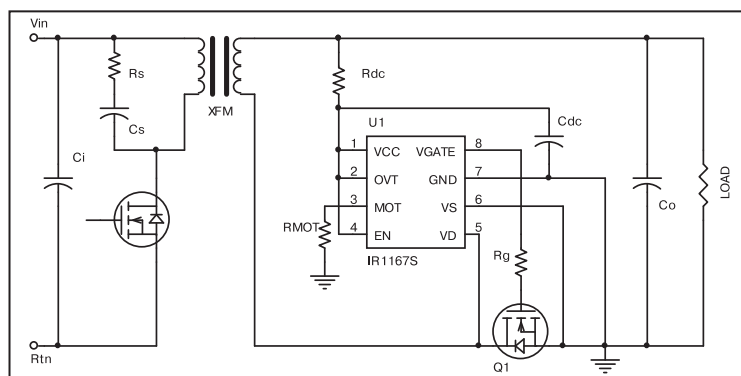 Vin
Rs
Cs
XFM
Ci
Rtn
Rdc
U1
Cdc
1 VCC VGATE 8
2 OVT GND 7
3 MOT VS 6
4 EN VD 5
IR1167S
RMOT
Rg
Q1
Co
LOAD